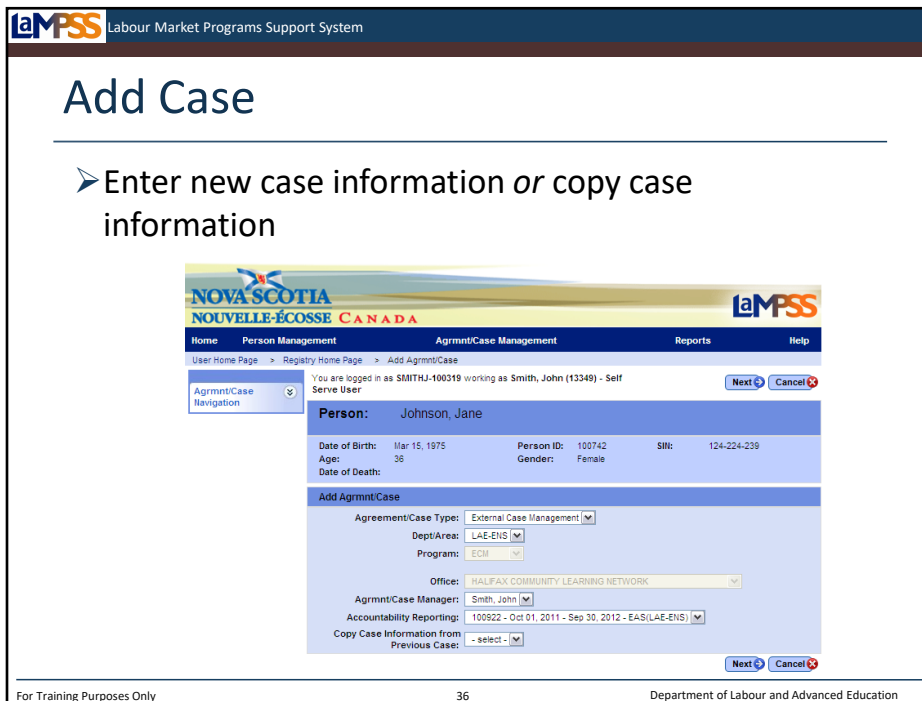 LaMPSS Labour Market Programs Support System
Add Case
➢Enter new case information or copy case
information
NOVA SCOTIA
NOUVELLE-ÉCOSSE CANADA
LaMPSS
Home Person Management Agrmnt/Case Management Reports Help
User Home Page > Registry Home Page > Add Agrmnt/Case
Agrmnt/Case
Navigation
You are logged in as SMITHJ-100319 working as Smith, John (13349) - Self
Serve User
Next Cancel
Person: Johnson, Jane
Date of Birth: Mar 15, 1975 Person ID: 100742 SIN: 124-224-239
Age: 36 Gender: Female
Date of Death:
Add Agrmnt/Case
Agreement/Case Type: External Case Management
Dept/Area: LAE-ENS
Program: ECM
Office: HALIFAX COMMUNITY LEARNING NETWORK
Agrmnt/Case Manager: Smith, John
Accountability Reporting: 100922 - Oct 01, 2011 - Sep 30, 2012 - EAS(LAE-ENS)
Copy Case Information from
Previous Case: - select -
Next Cancel
For Training Purposes Only 36 Department of Labour and Advanced Education